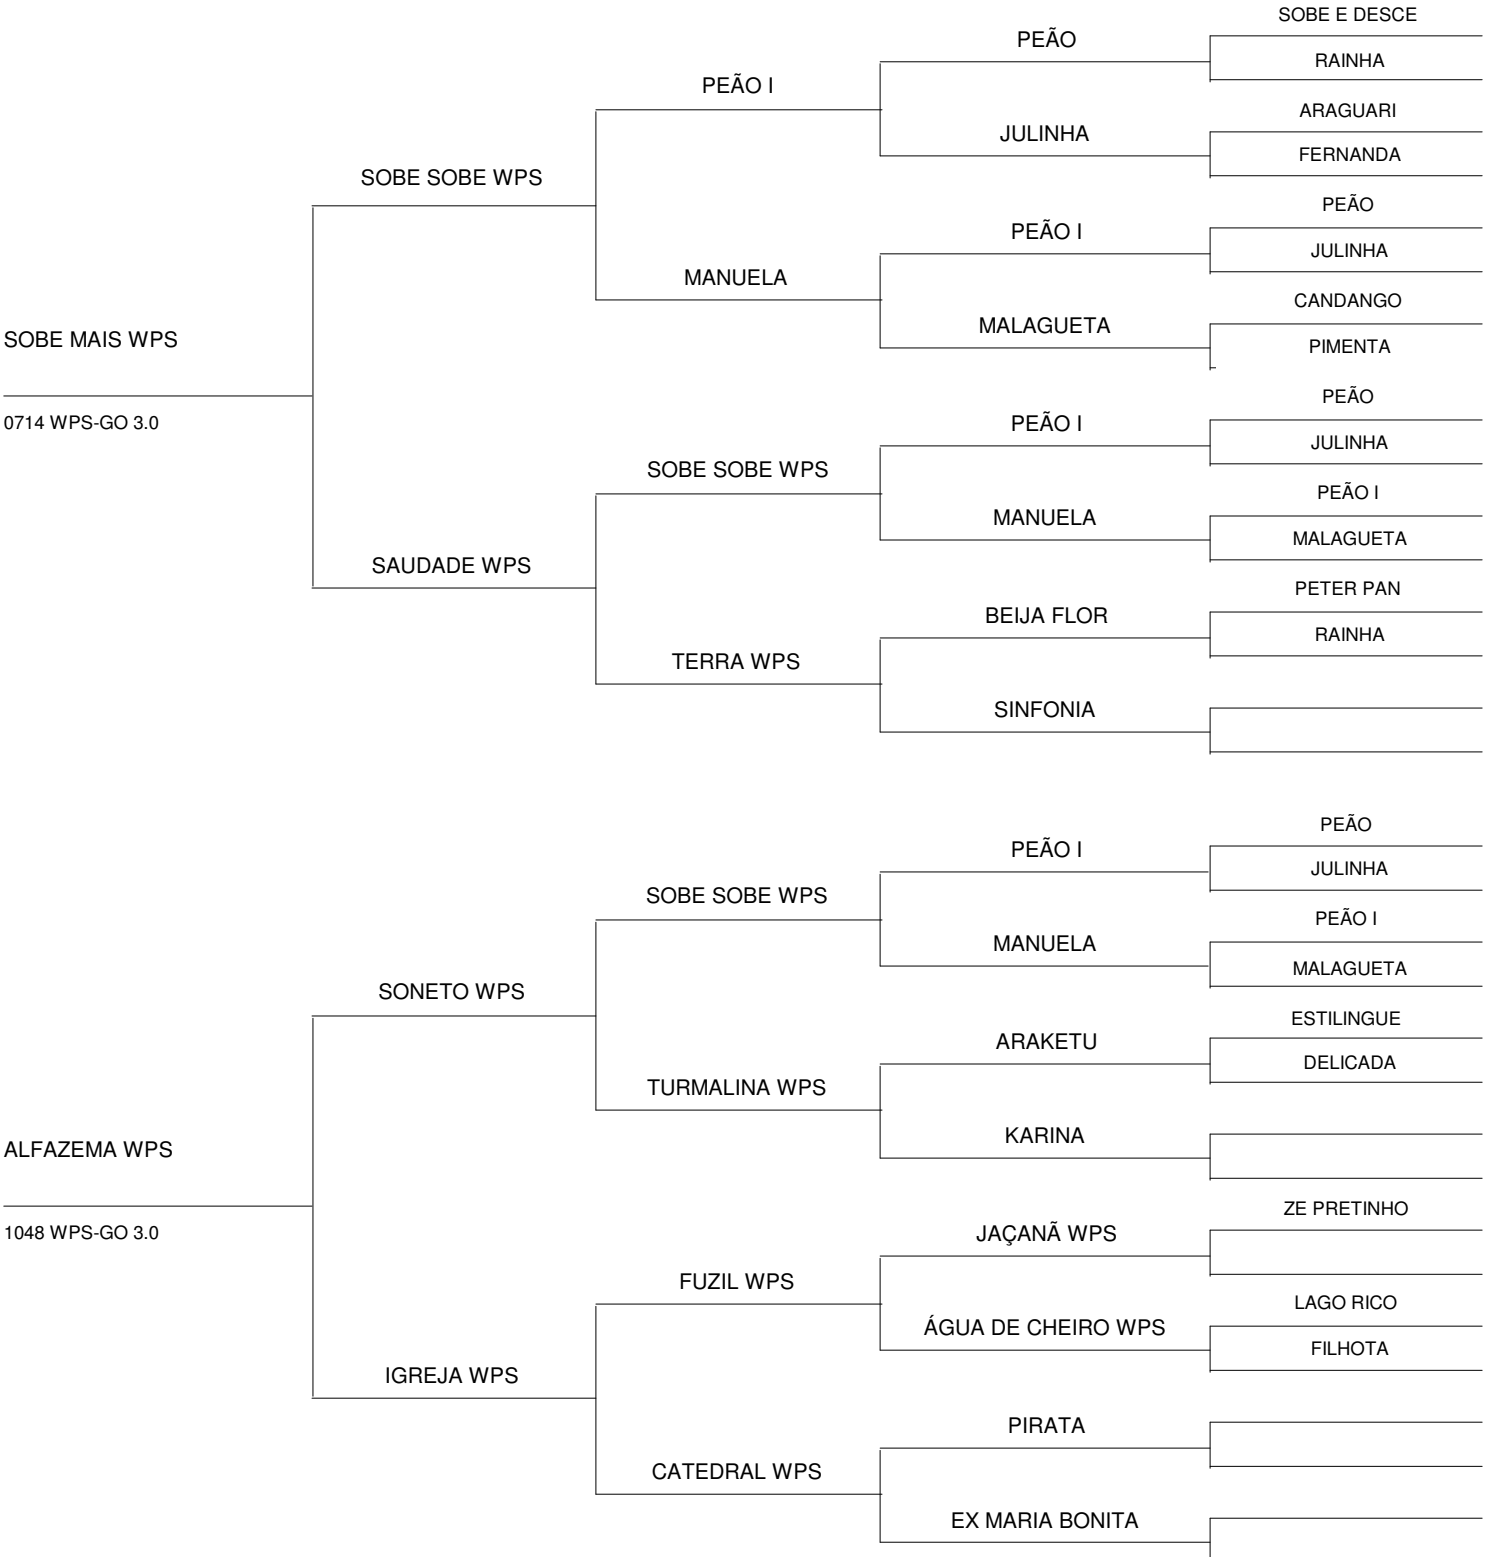 SOBE E DESCE
PEÃO
RAINHA
PEÃO I
ARAGUARI
JULINHA
FERNANDA
SOBE SOBE WPS
PEÃO
PEÃO I
JULINHA
MANUELA
CANDANGO
MALAGUETA
SOBE MAIS WPS
PIMENTA
PEÃO
0714 WPS-GO 3.0
PEÃO I
JULINHA
SOBE SOBE WPS
PEÃO I
MANUELA
MALAGUETA
SAUDADE WPS
PETER PAN
BEIJA FLOR
RAINHA
TERRA WPS
SINFONIA
PEÃO
PEÃO I
JULINHA
SOBE SOBE WPS
PEÃO I
MANUELA
MALAGUETA
SONETO WPS
ESTILINGUE
ARAKETU
DELICADA
TURMALINA WPS
KARINA
ALFAZEMA WPS
ZE PRETINHO
1048 WPS-GO 3.0
JAÇANÃ WPS
FUZIL WPS
LAGO RICO
ÁGUA DE CHEIRO WPS
FILHOTA
IGREJA WPS
PIRATA
CATEDRAL WPS
EX MARIA BONITA